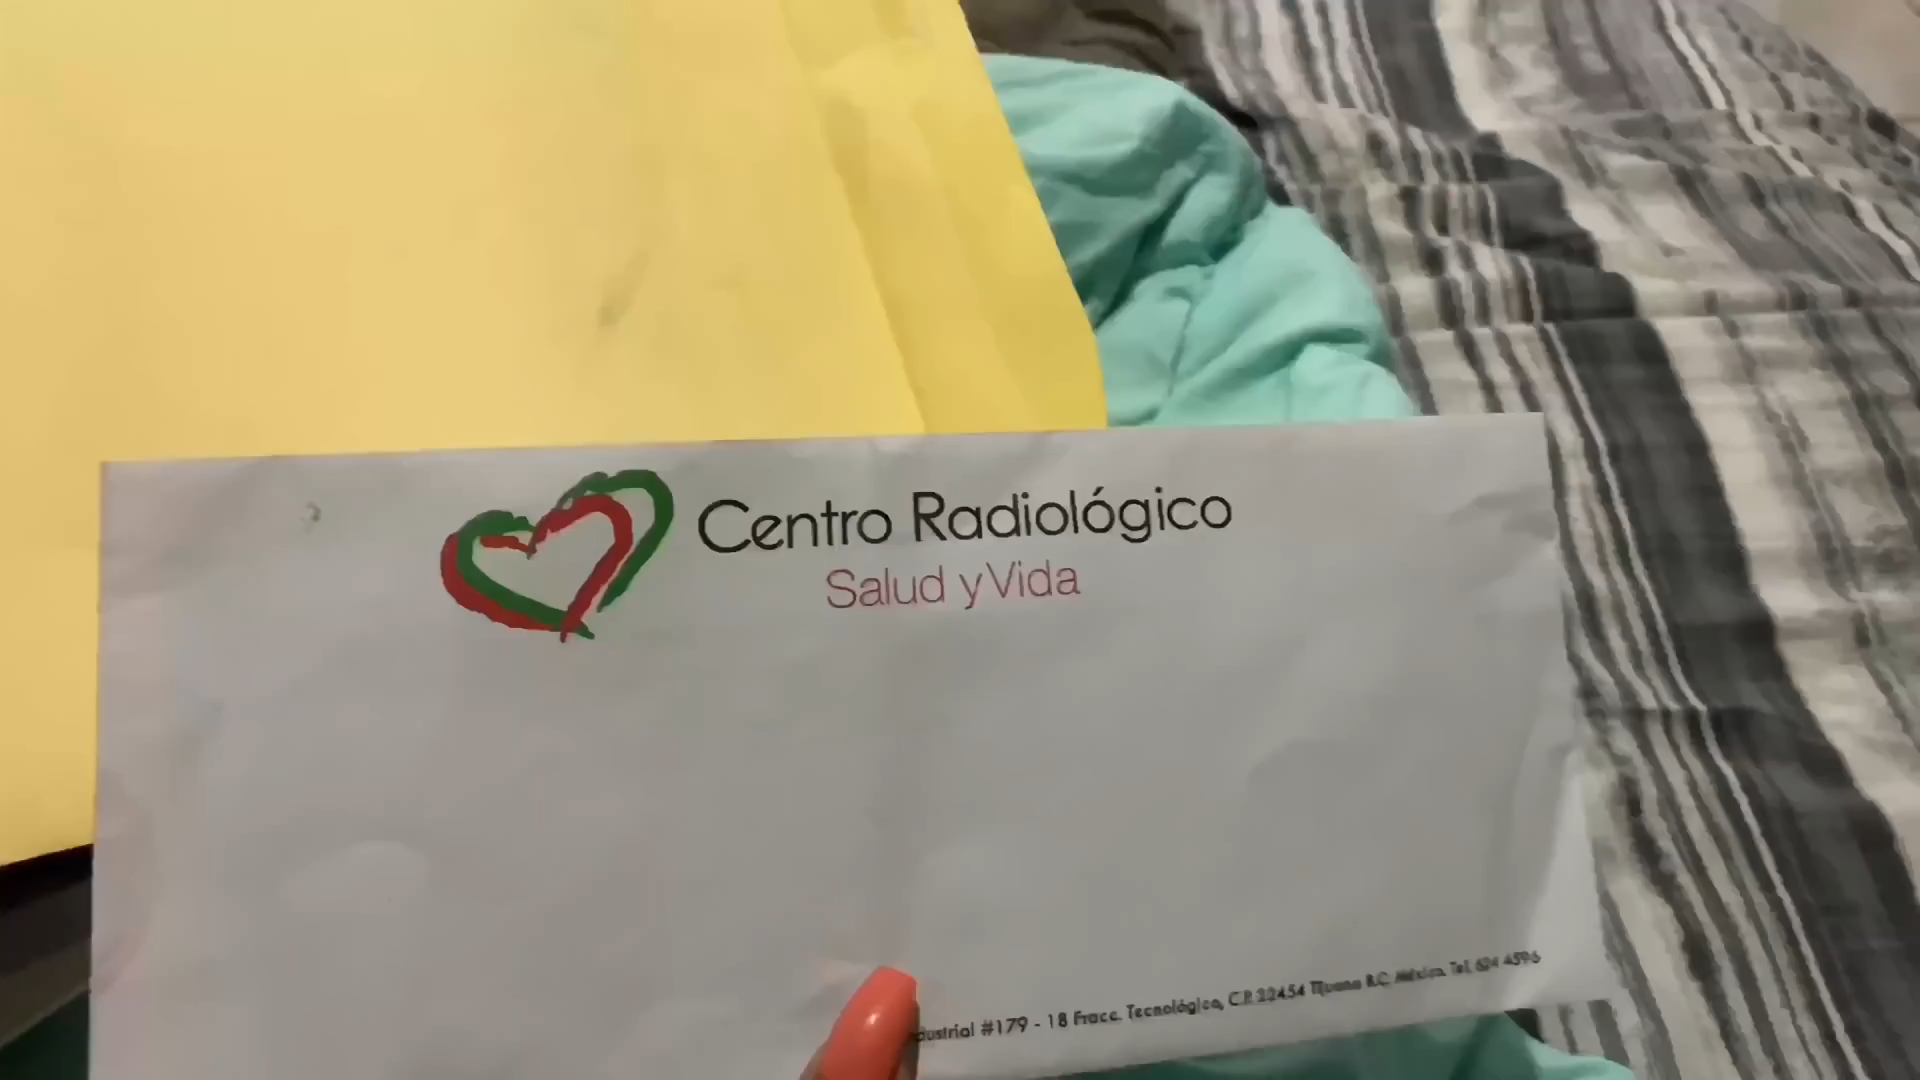 Centro Radiológico
Salud y Vida
dustrial #179 - 18 Fracc. Tecnológico, C.P. 22454 Tijuana B.C. México. Tel. 624 4596